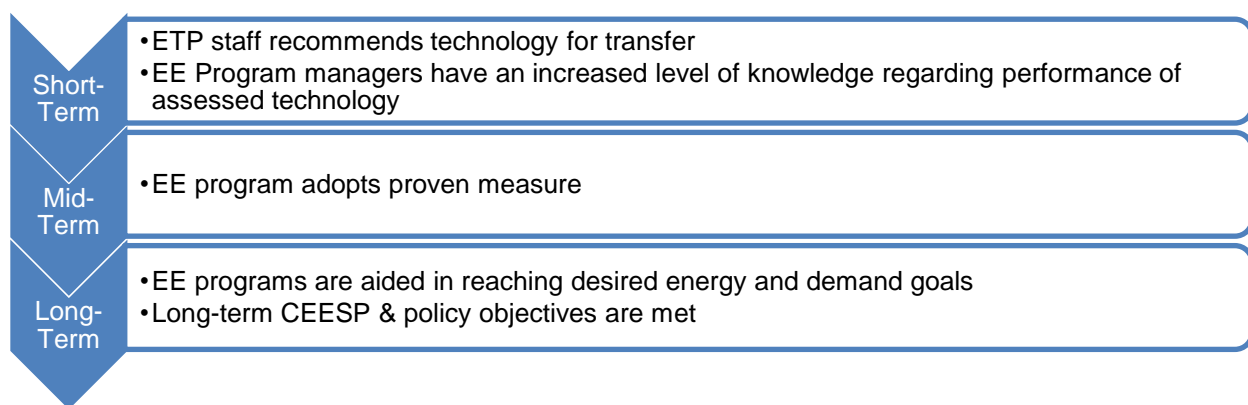 Short-
Term
•ETP staff recommends technology for transfer
•EE Program managers have an increased level of knowledge regarding performance of
assessed technology
Mid-
Term
•EE program adopts proven measure
Long-
Term
•EE programs are aided in reaching desired energy and demand goals
•Long-term CEESP & policy objectives are met